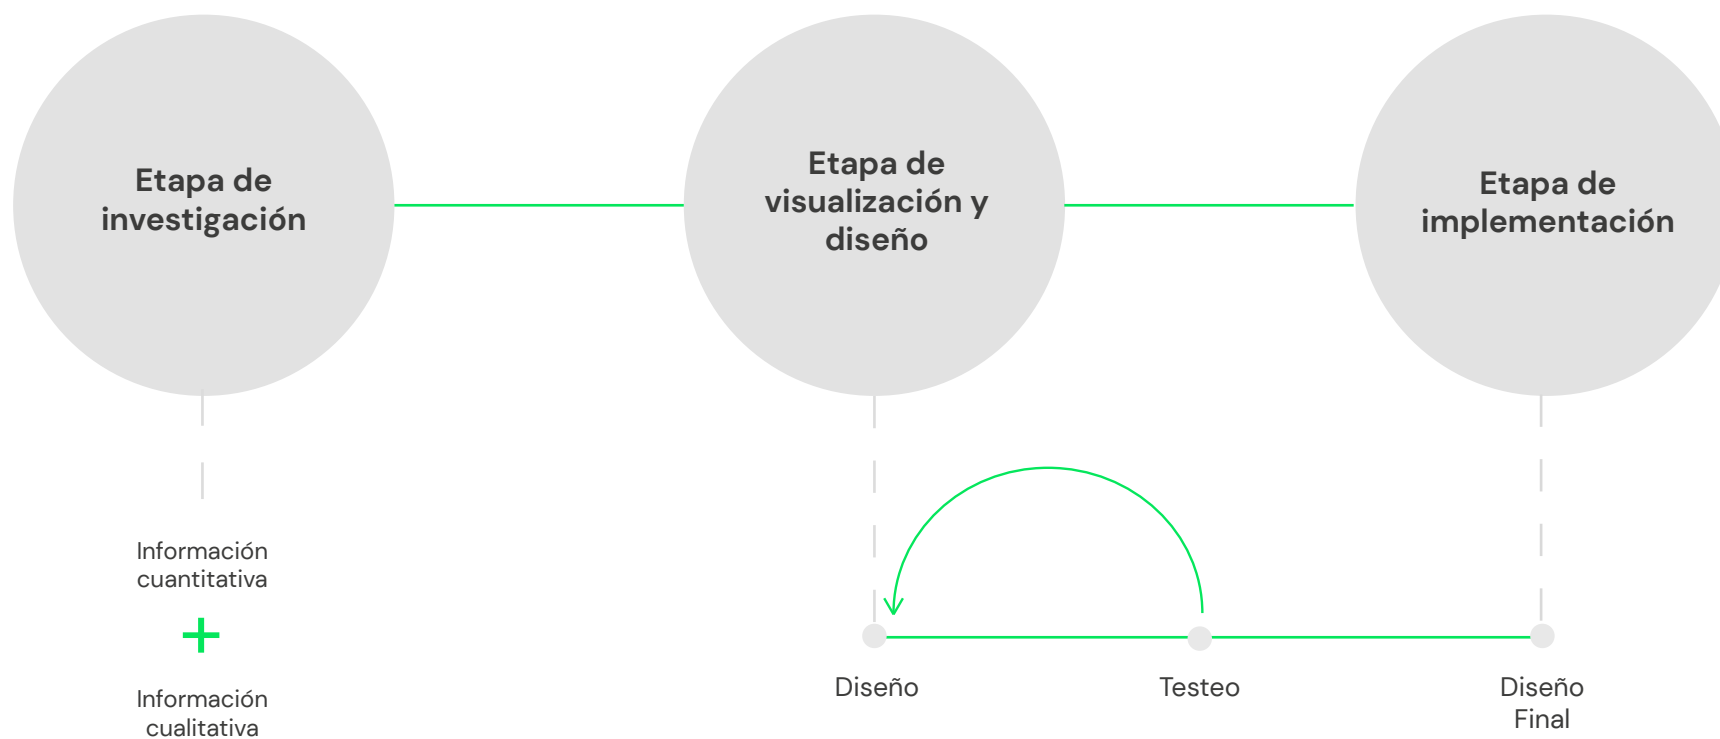 Etapa de
investigación
Etapa de
visualización y
diseño
Etapa de
implementación
Información
cuantitativa
+
Información
cualitativa
Diseño
Testeo
Diseño
Final